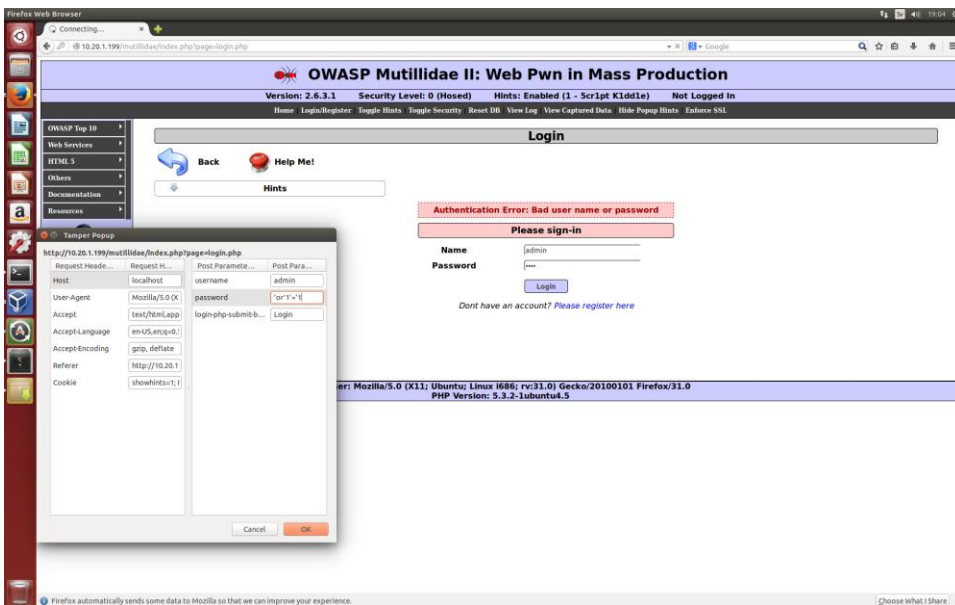 Firefox Web Browser
19:04
Connecting...
10.20.1.199/mutillidae/index.php?page=login.php
Google
OWASP Mutillidae II: Web Pwn in Mass Production
Version: 2.6.3.1 Security Level: 0 (Hosed) Hints: Enabled (1 - 5cr1pt K1dd1e) Not Logged In
Home Login/Register Toggle Hints Toggle Security Reset DB View Log View Captured Data Hide Popup Hints Enforce SSL
OWASP Top 10
Web Services
HTML 5
Others
Documentation
Resources
Login
Back
Help Me!
Hints
Authentication Error: Bad user name or password
Please sign-in
Name admin
Password ····
Login
Dont have an account? Please register here
Tamper Popup
http://10.20.1.199/mutillidae/index.php?page=login.php
Request Heade... Request H... Post Paramete... Post Para...
Host localhost username admin
User-Agent Mozilla/5.0 (X password 'or'1'='1
Accept text/html,app login-php-submit-b... Login
Accept-Language en-US,en;q=0.
Accept-Encoding gzip, deflate
Referer http://10.20.1
Cookie showhints=1;
Cancel OK
er: Mozilla/5.0 (X11; Ubuntu; Linux i686; rv:31.0) Gecko/20100101 Firefox/31.0
PHP Version: 5.3.2-1ubuntu4.5
Firefox automatically sends some data to Mozilla so that we can improve your experience.
Choose What I Share